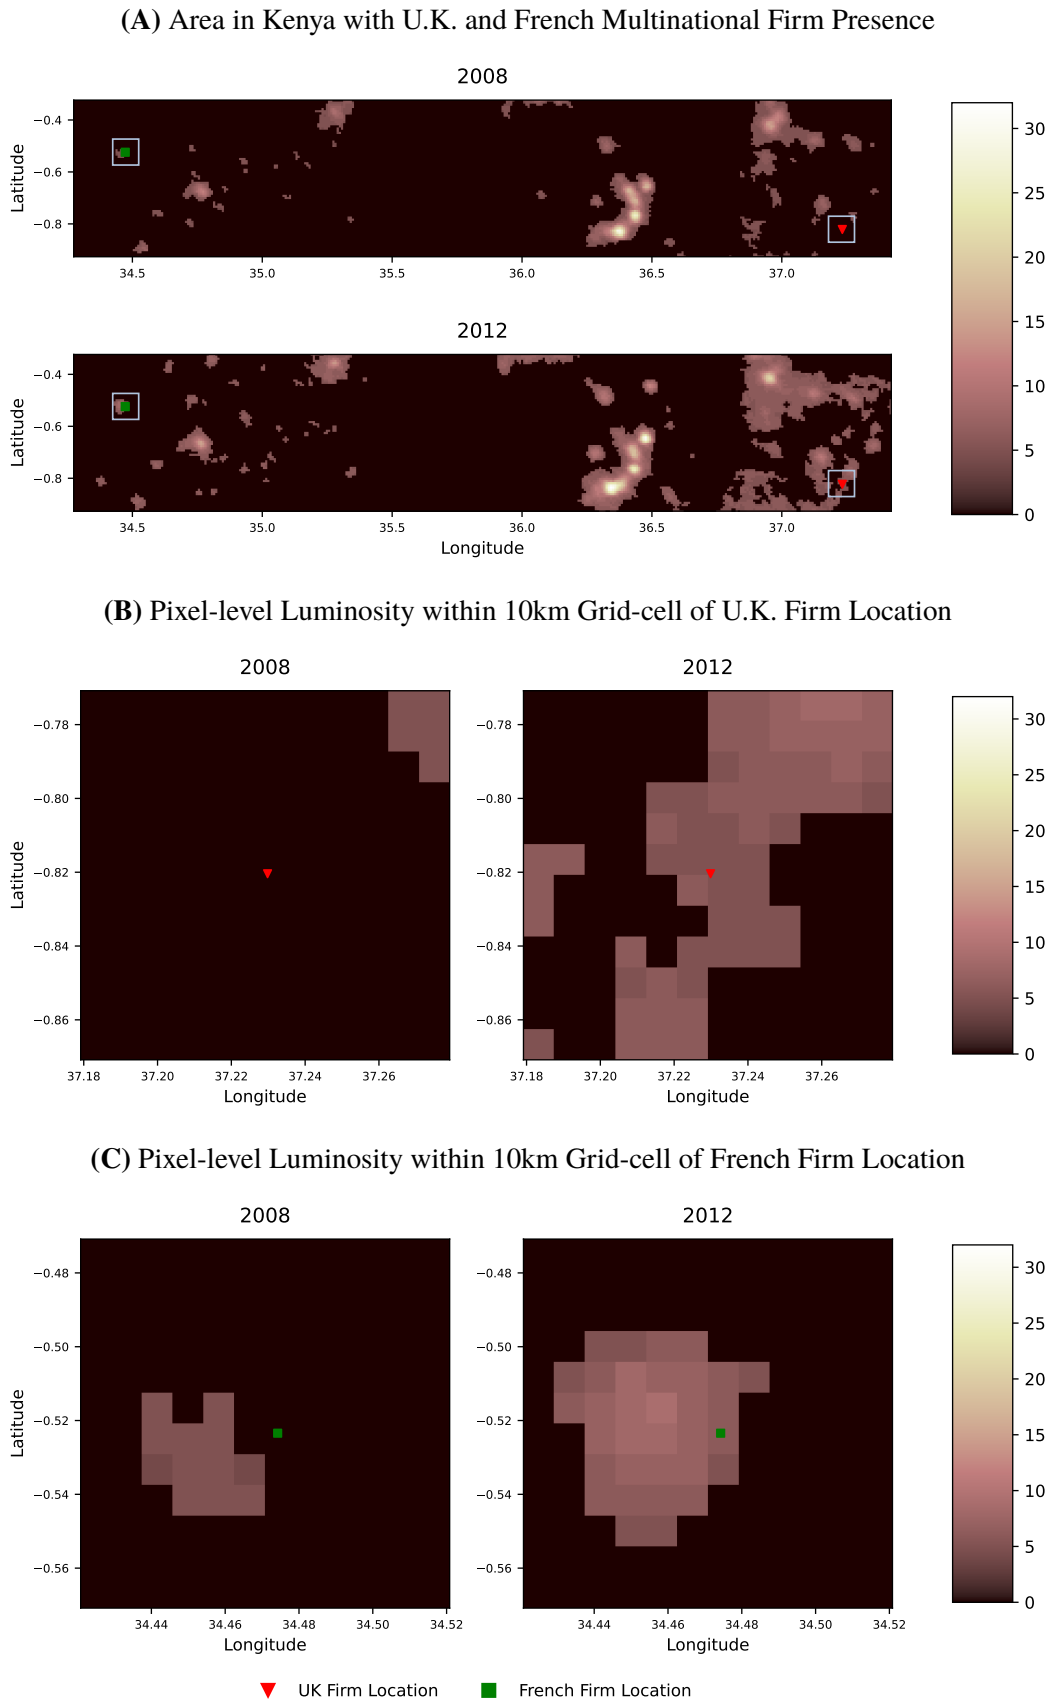 (A) Area in Kenya with U.K. and French Multinational Firm Presence
2008
Latitude
−0.4
−0.6
−0.8
34.5 35.0 35.5 36.0 36.5 37.0
2012
Latitude
−0.4
−0.6
−0.8
34.5 35.0 35.5 36.0 36.5 37.0
Longitude
30
25
20
15
10
5
0
(B) Pixel-level Luminosity within 10km Grid-cell of U.K. Firm Location
2008 2012
Latitude
−0.78
−0.80
−0.82
−0.84
−0.86
37.18 37.20 37.22 37.24 37.26
Longitude
−0.78
−0.80
−0.82
−0.84
−0.86
37.18 37.20 37.22 37.24 37.26
Longitude
30
25
20
15
10
5
0
(C) Pixel-level Luminosity within 10km Grid-cell of French Firm Location
2008 2012
Latitude
−0.48
−0.50
−0.52
−0.54
−0.56
34.44 34.46 34.48 34.50 34.52
Longitude
−0.48
−0.50
−0.52
−0.54
−0.56
34.44 34.46 34.48 34.50 34.52
Longitude
30
25
20
15
10
5
0
UK Firm Location French Firm Location